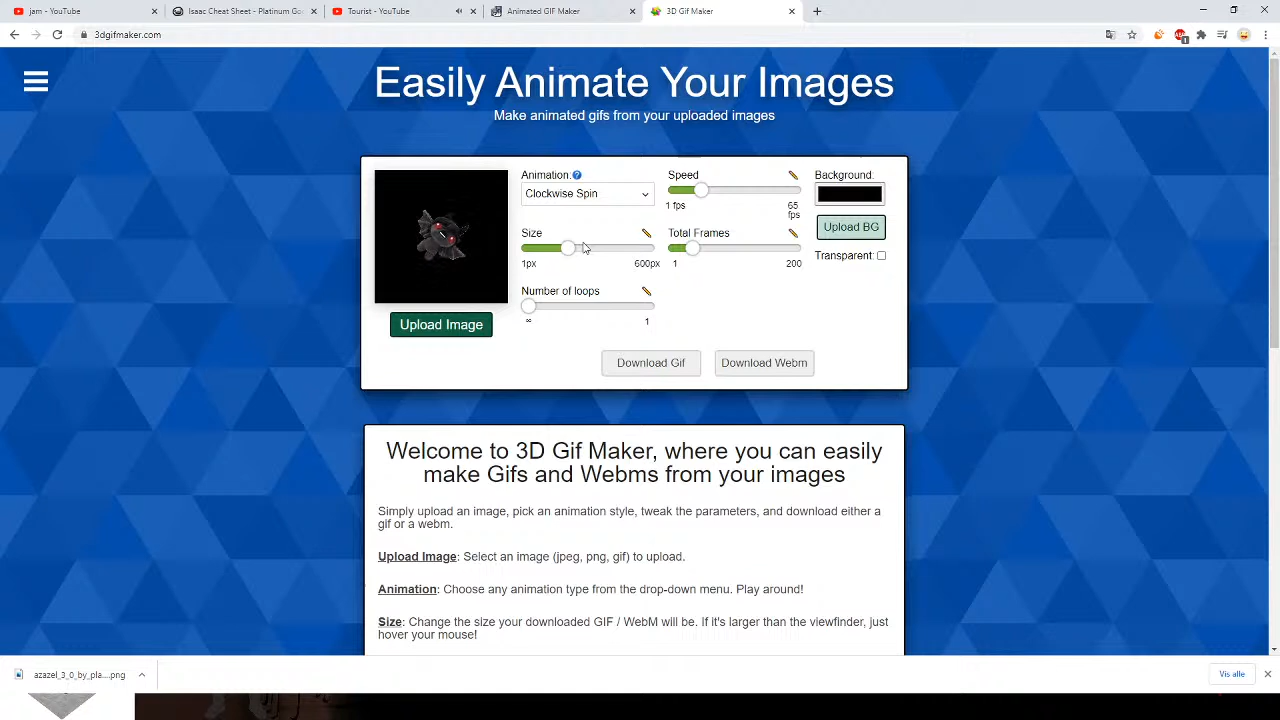 jam - YouTube
Isaac Cheat Sheet - Platinum Go
Tourist - YouTube
Animated GIF Maker
3D Gif Maker
3dgifmaker.com
Easily Animate Your Images
Make animated gifs from your uploaded images
Animation:
Clockwise Spin
Speed
1 fps
65 fps
Background:
Upload BG
Transparent:
Size
1px
600px
Total Frames
1
200
Number of loops
∞
1
Upload Image
Download Gif
Download Webm
Welcome to 3D Gif Maker, where you can easily
make Gifs and Webms from your images
Simply upload an image, pick an animation style, tweak the parameters, and download either a
gif or a webm.
Upload Image: Select an image (jpeg, png, gif) to upload.
Animation: Choose any animation type from the drop-down menu. Play around!
Size: Change the size your downloaded GIF / WebM will be. If it's larger than the viewfinder, just
hover your mouse!
azazel_3_0_by_pla....png
Vis alle